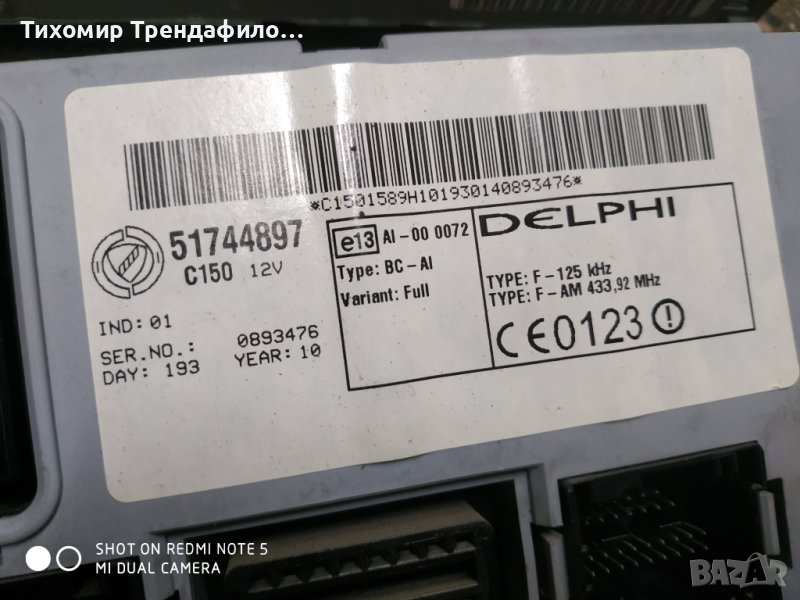 Тихомир Трендафило...
*C1501589H101930140893476*
51744897
C150 12V
IND: 01
SER.NO.: 0893476
DAY: 193 YEAR: 10
e13 AI-00 0072
Type: BC-AI
Variant: Full
DELPHI
TYPE: F-125 kHz
TYPE: F-AM 433,92 MHz
CE0123
SHOT ON REDMI NOTE 5
MI DUAL CAMERA
BAZAR